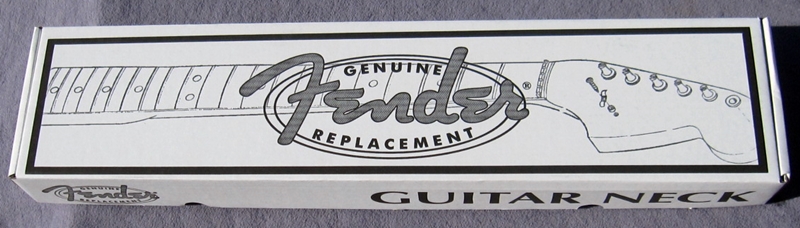 GENUINE
Fender®
REPLACEMENT
GENUINE
Fender
REPLACEMENT
GUITAR NECK